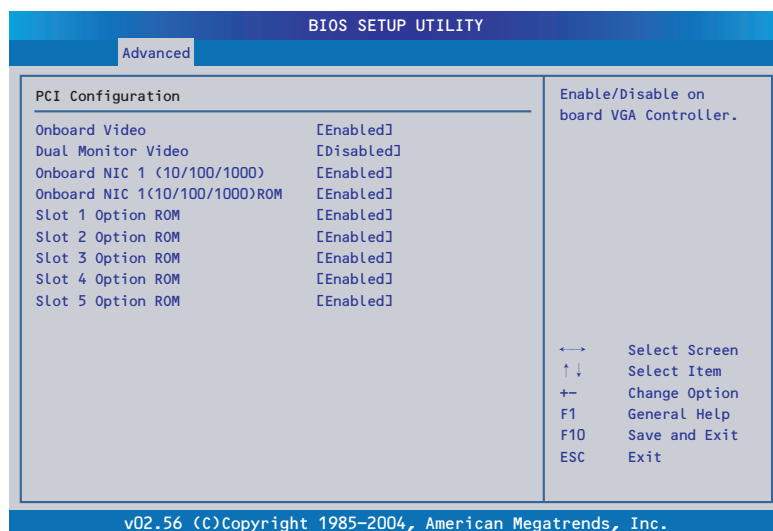 BIOS SETUP UTILITY
Advanced
PCI Configuration
Onboard Video [Enabled]
Dual Monitor Video [Disabled]
Onboard NIC 1 (10/100/1000) [Enabled]
Onboard NIC 1(10/100/1000)ROM [Enabled]
Slot 1 Option ROM [Enabled]
Slot 2 Option ROM [Enabled]
Slot 3 Option ROM [Enabled]
Slot 4 Option ROM [Enabled]
Slot 5 Option ROM [Enabled]
Enable/Disable on
board VGA Controller.
←→ Select Screen
↑↓ Select Item
+− Change Option
F1 General Help
F10 Save and Exit
ESC Exit
v02.56 (C)Copyright 1985–2004, American Megatrends, Inc.